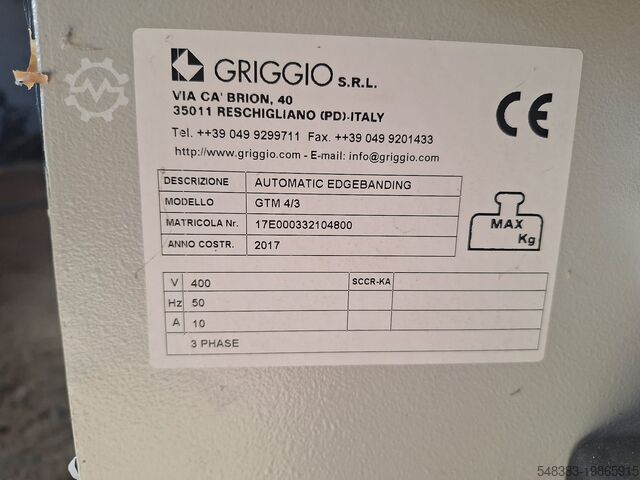 GRIGGIO S.R.L.
VIA CA' BRION, 40
35011 RESCHIGLIANO (PD)-ITALY
Tel. ++39 049 9299711 Fax. ++39 049 9201433
http://www.griggio.com - E-mail: info@griggio.com
CE
DESCRIZIONE AUTOMATIC EDGEBANDING
MODELLO GTM 4/3
MATRICOLA Nr. 17E000332104800
ANNO COSTR. 2017
MAX
Kg
V 400 SCCR-KA
Hz 50
A 10
3 PHASE
548383-19865915